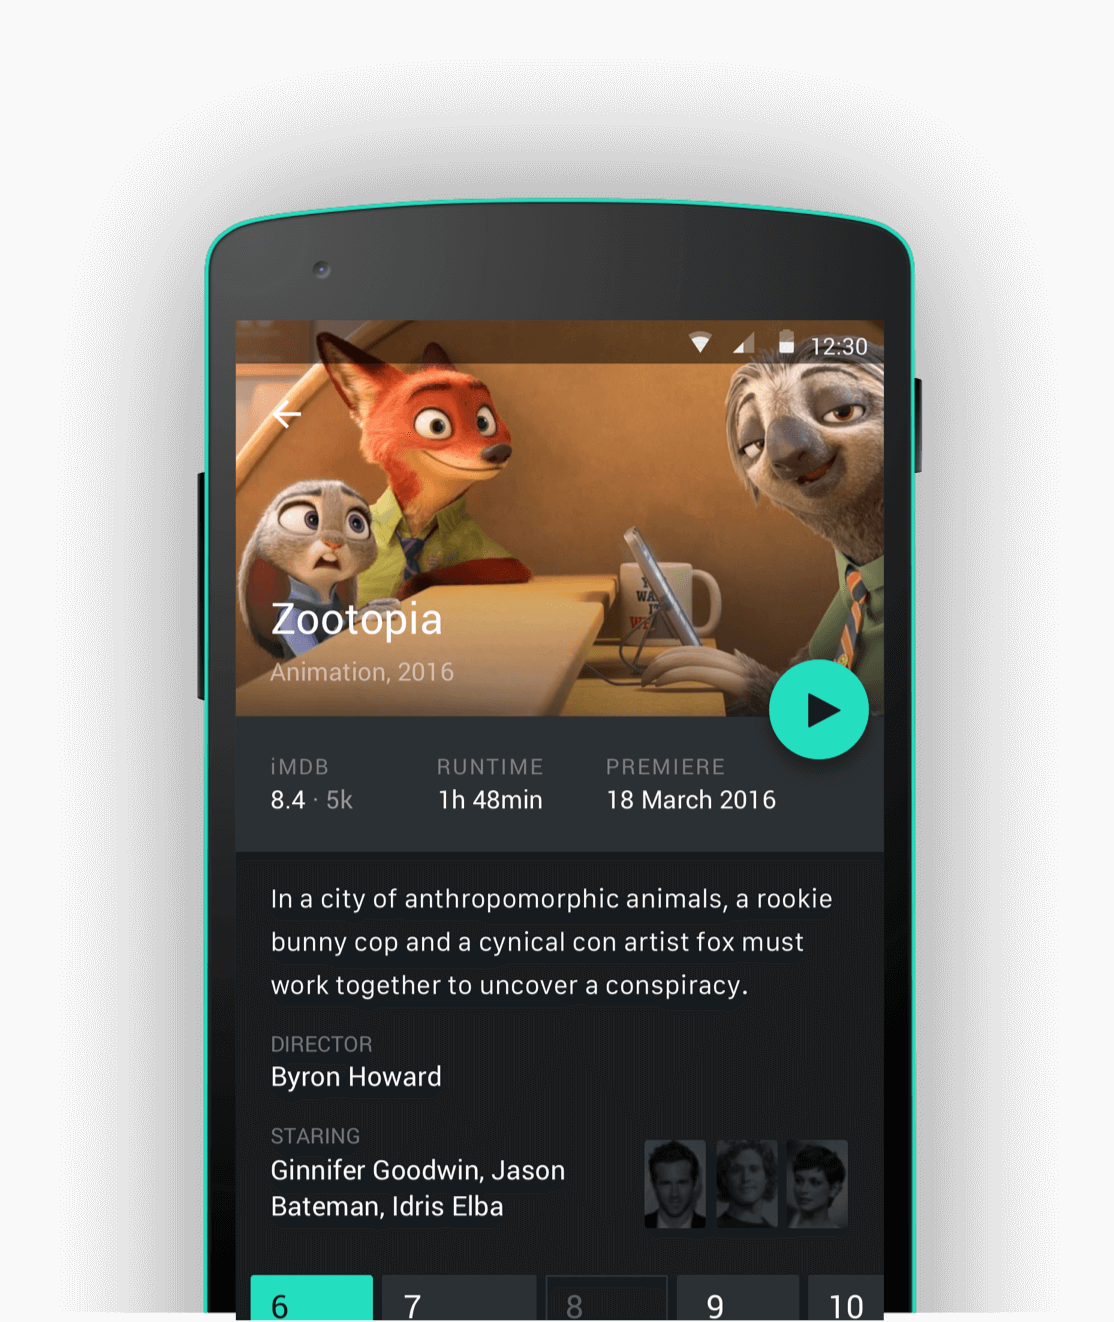 12:30
Zootopia
Animation, 2016
iMDB RUNTIME PREMIERE
8.4 · 5k 1h 48min 18 March 2016
In a city of anthropomorphic animals, a rookie
bunny cop and a cynical con artist fox must
work together to uncover a conspiracy.
DIRECTOR
Byron Howard
STARING
Ginnifer Goodwin, Jason
Bateman, Idris Elba
6 7 8 9 10